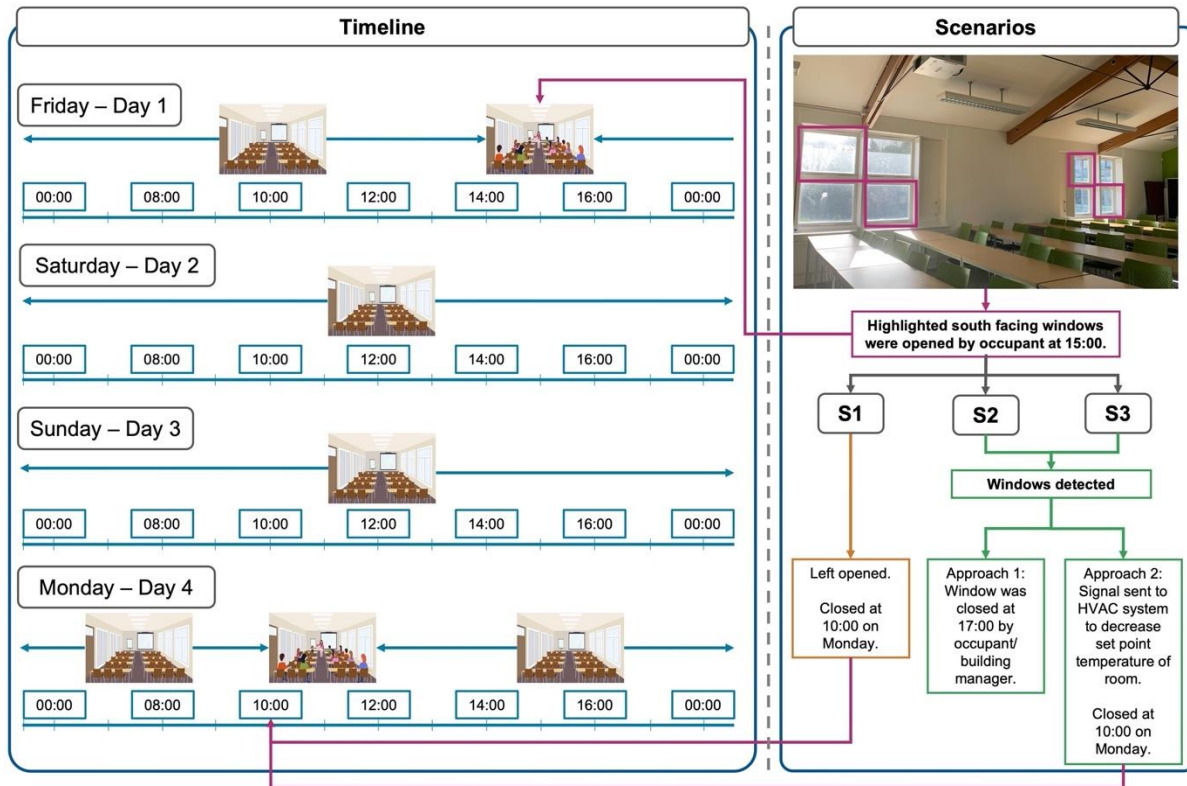 Timeline
Friday – Day 1
00:00 08:00 10:00 12:00 14:00 16:00 00:00
Saturday – Day 2
00:00 08:00 10:00 12:00 14:00 16:00 00:00
Sunday – Day 3
00:00 08:00 10:00 12:00 14:00 16:00 00:00
Monday – Day 4
00:00 08:00 10:00 12:00 14:00 16:00 00:00
Scenarios
Highlighted south facing windows
were opened by occupant at 15:00.
S1
S2
S3
Windows detected
Left opened.
Closed at
10:00 on
Monday.
Approach 1:
Window was
closed at
17:00 by
occupant/
building
manager.
Approach 2:
Signal sent to
HVAC system
to decrease
set point
temperature of
room.
Closed at
10:00 on
Monday.